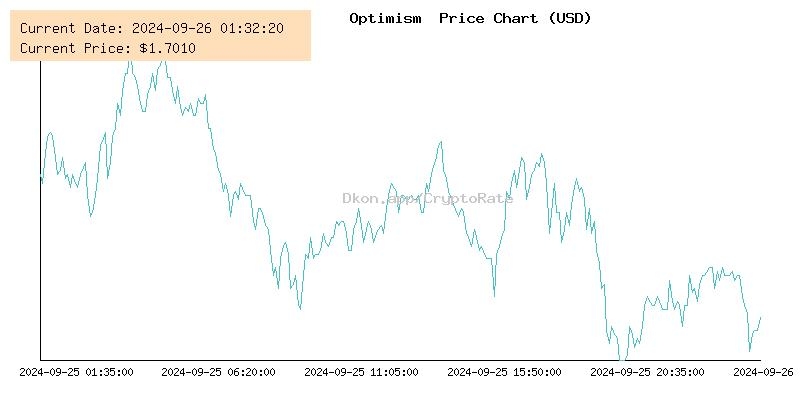 Optimism  Price Chart (USD)
Current Date: 2024-09-26 01:32:20
Current Price: $1.7010
Dkon.app/CryptoRate
2024-09-25 01:35:00 2024-09-25 06:20:00 2024-09-25 11:05:00 2024-09-25 15:50:00 2024-09-25 20:35:00 2024-09-26